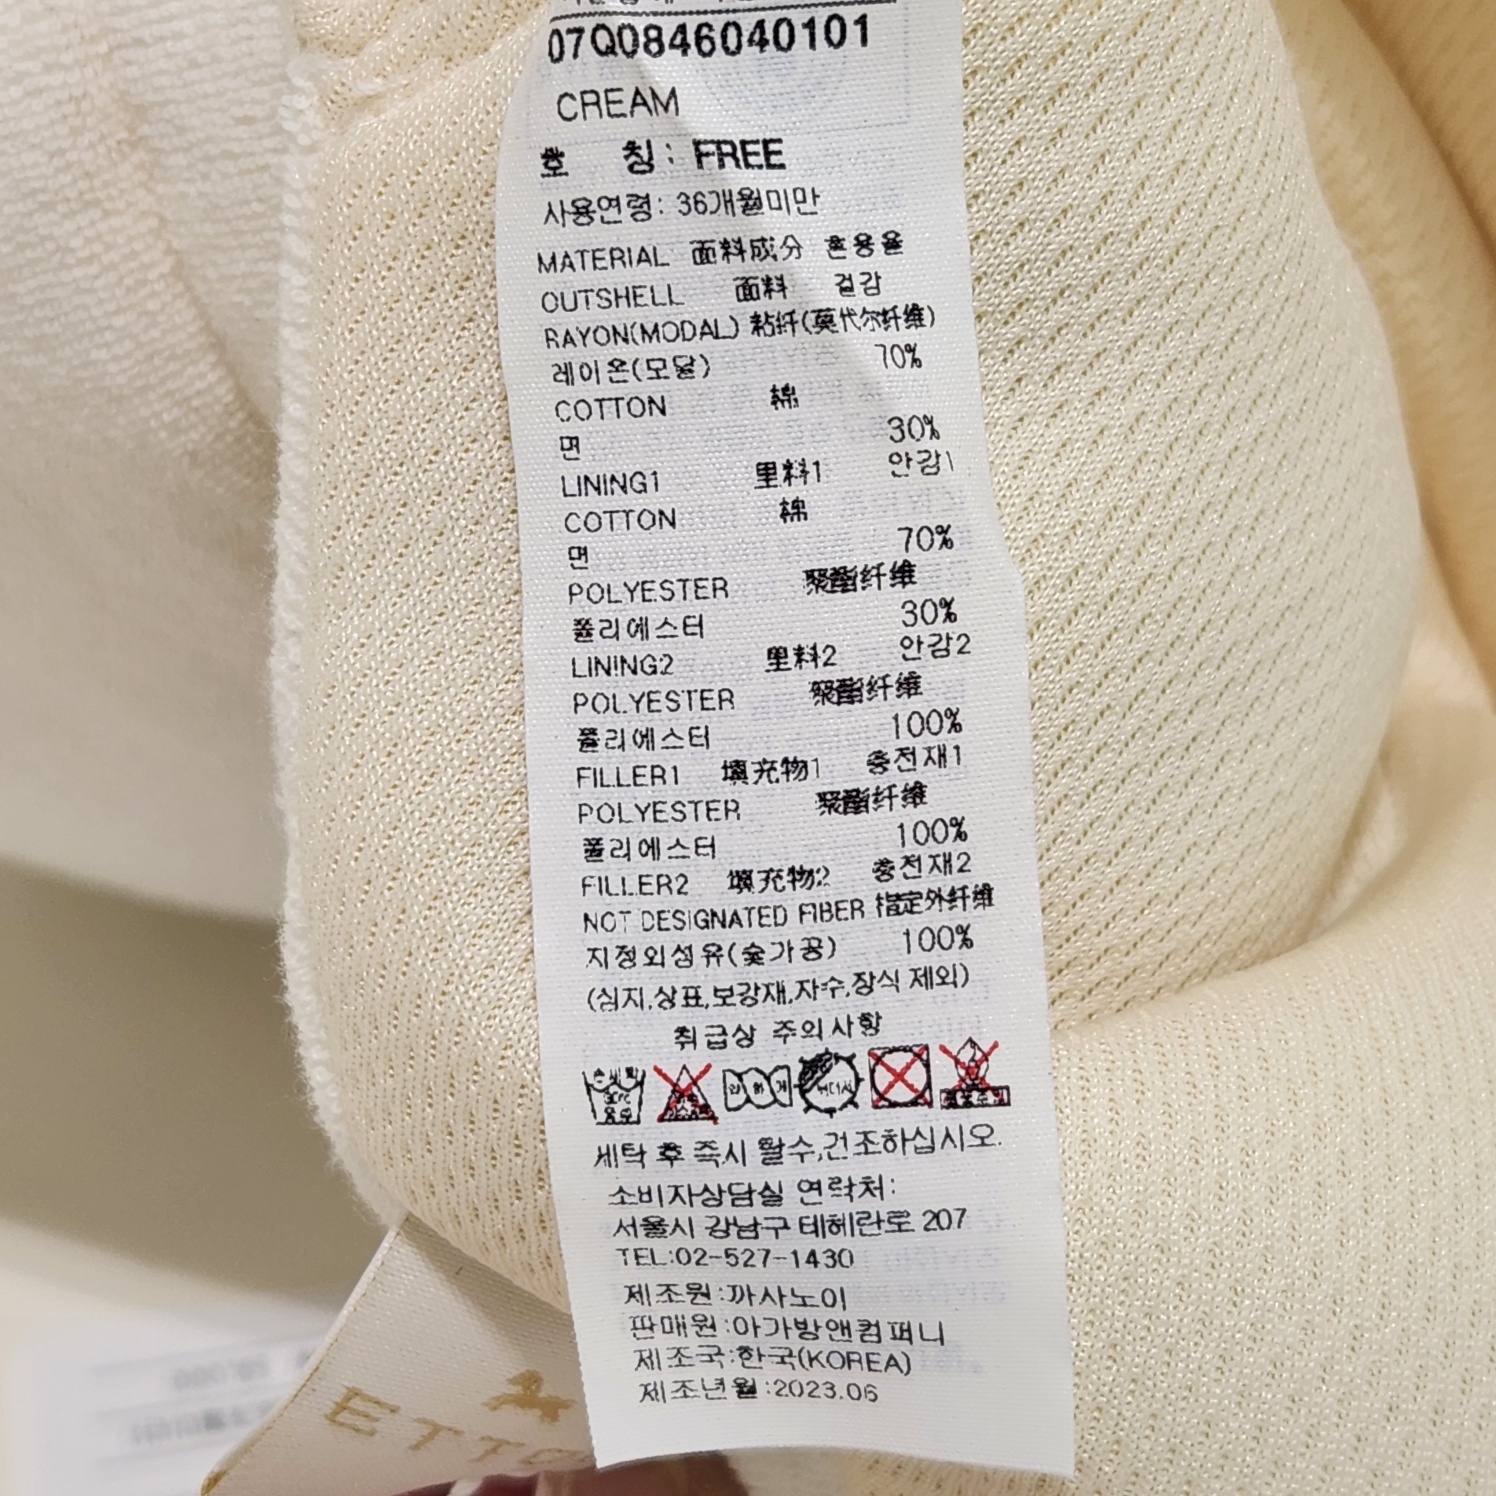 07Q0846040101
CREAM
호 칭: FREE
사용연령: 36개월미만
MATERIAL 面料成分 혼용율
OUTSHELL 面料 겉감
RAYON(MODAL) 粘纤(莫代尔纤维)
레이온(모달) 70%
COTTON 棉
면 30%
LINING1 里料1 안감1
COTTON 棉
면 70%
POLYESTER 聚酯纤维
폴리에스터 30%
LINING2 里料2 안감2
POLYESTER 聚酯纤维
폴리에스터 100%
FILLER1 填充物1 충전재1
POLYESTER 聚酯纤维
폴리에스터 100%
FILLER2 填充物2 충전재2
NOT DESIGNATED FIBER 指定外纤维
지정외섬유(숯가공) 100%
(심지,상표,보강재,자수,장식 제외)
취급상 주의사항
세탁 후 즉시 탈수,건조하십시오.
소비자상담실 연락처:
서울시 강남구 테헤란로 207
TEL:02-527-1430
제조원:까사노이
판매원:아가방앤컴퍼니
제조국:한국(KOREA)
제조년월:2023.06